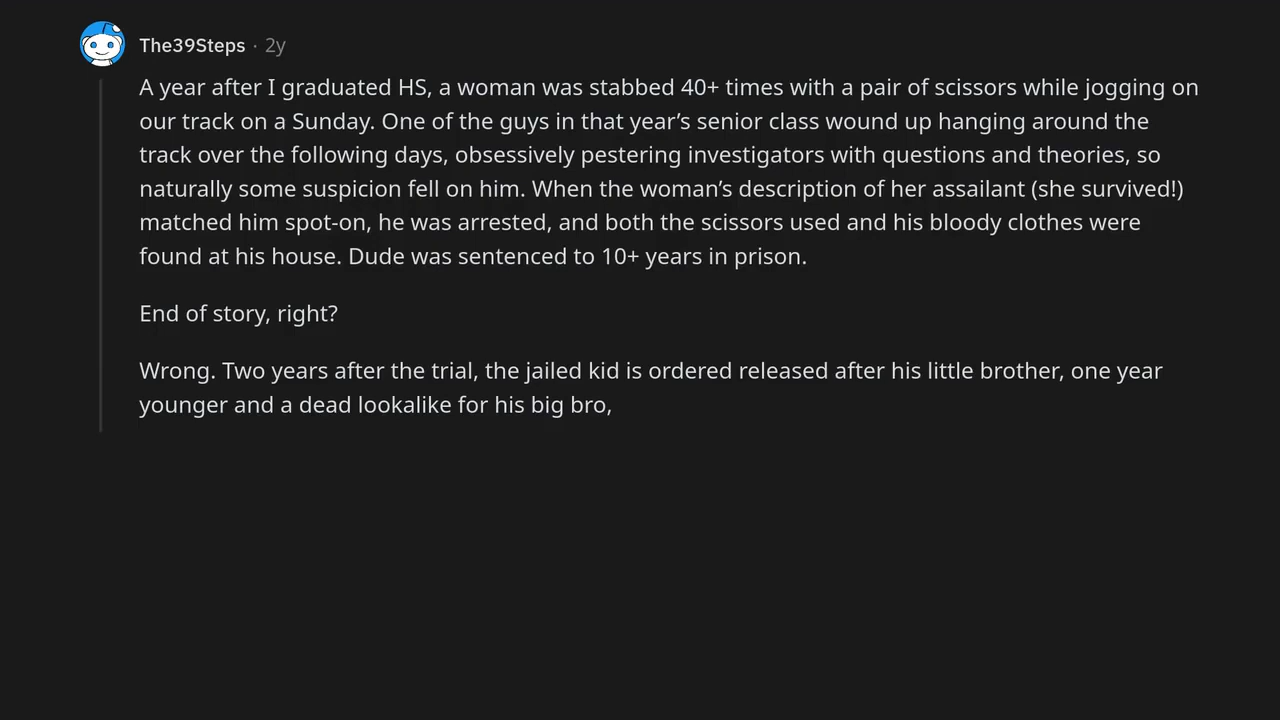 The39Steps · 2y
A year after I graduated HS, a woman was stabbed 40+ times with a pair of scissors while jogging on
our track on a Sunday. One of the guys in that year’s senior class wound up hanging around the
track over the following days, obsessively pestering investigators with questions and theories, so
naturally some suspicion fell on him. When the woman’s description of her assailant (she survived!)
matched him spot-on, he was arrested, and both the scissors used and his bloody clothes were
found at his house. Dude was sentenced to 10+ years in prison.
End of story, right?
Wrong. Two years after the trial, the jailed kid is ordered released after his little brother, one year
younger and a dead lookalike for his big bro,